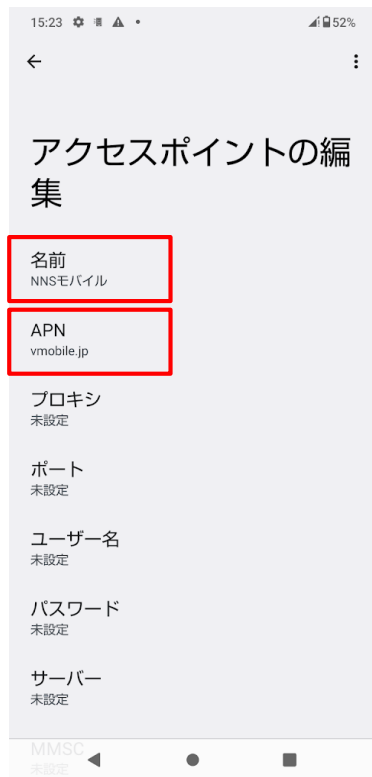 15:23 52%
アクセスポイントの編
集
名前
NNSモバイル
APN
vmobile.jp
プロキシ
未設定
ポート
未設定
ユーザー名
未設定
パスワード
未設定
サーバー
未設定
MMSC
未設定